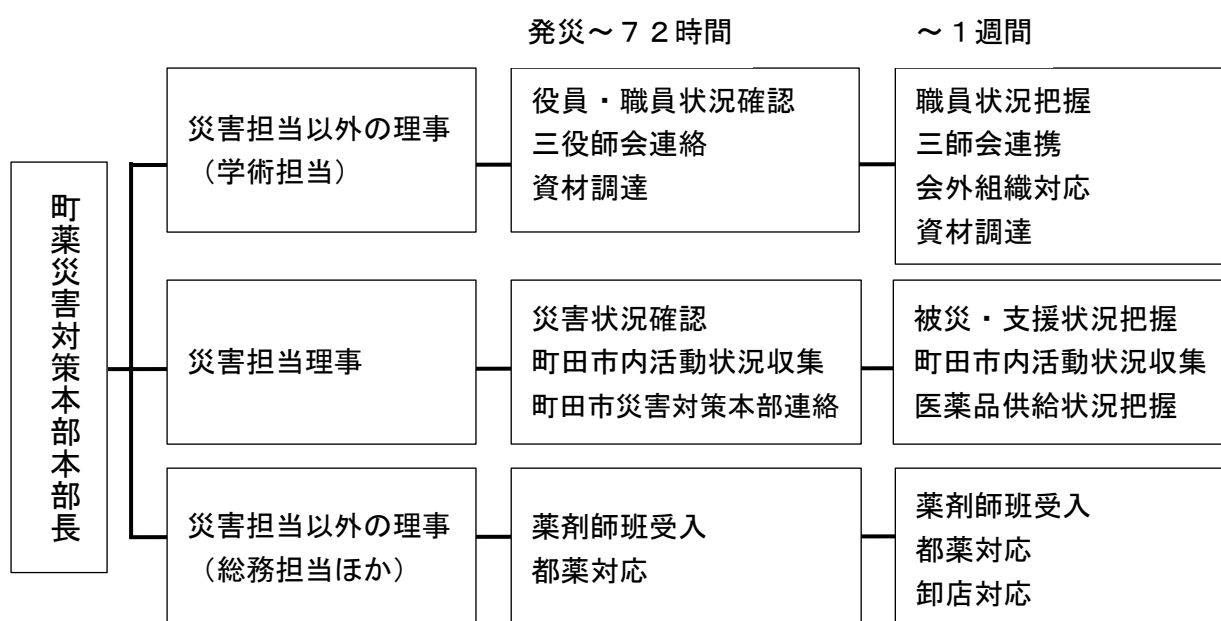 発災～７２時間
～１週間
町薬災害対策本部本部長
災害担当以外の理事
（学術担当）
役員・職員状況確認
三役師会連絡
資材調達
職員状況把握
三師会連携
会外組織対応
資材調達
災害担当理事
災害状況確認
町田市内活動状況収集
町田市災害対策本部連絡
被災・支援状況把握
町田市内活動状況収集
医薬品供給状況把握
災害担当以外の理事
（総務担当ほか）
薬剤師班受入
都薬対応
薬剤師班受入
都薬対応
卸店対応